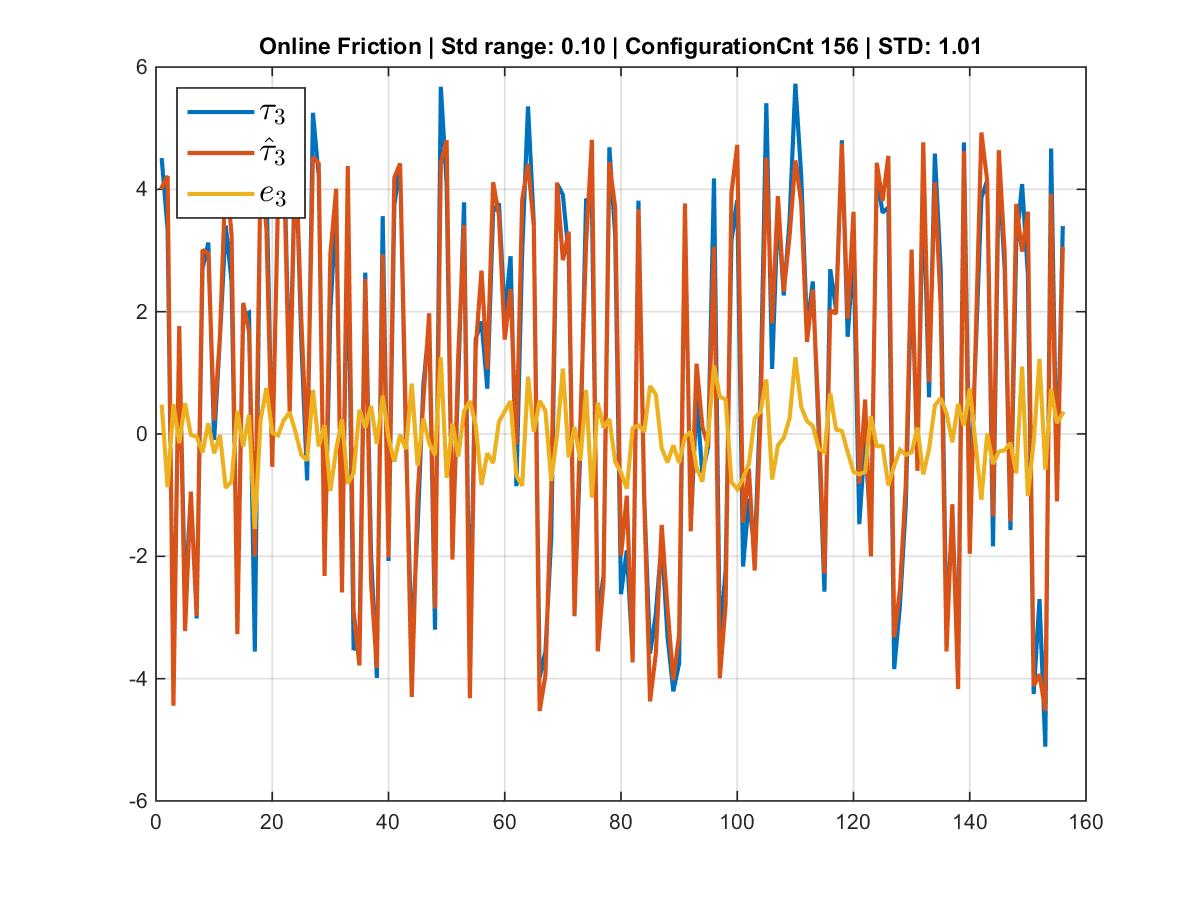 Online Friction | Std range: 0.10 | ConfigurationCnt 156 | STD: 1.01
6
τ₃
τ̂₃
e₃
4
2
0
-2
-4
-6
0 20 40 60 80 100 120 140 160